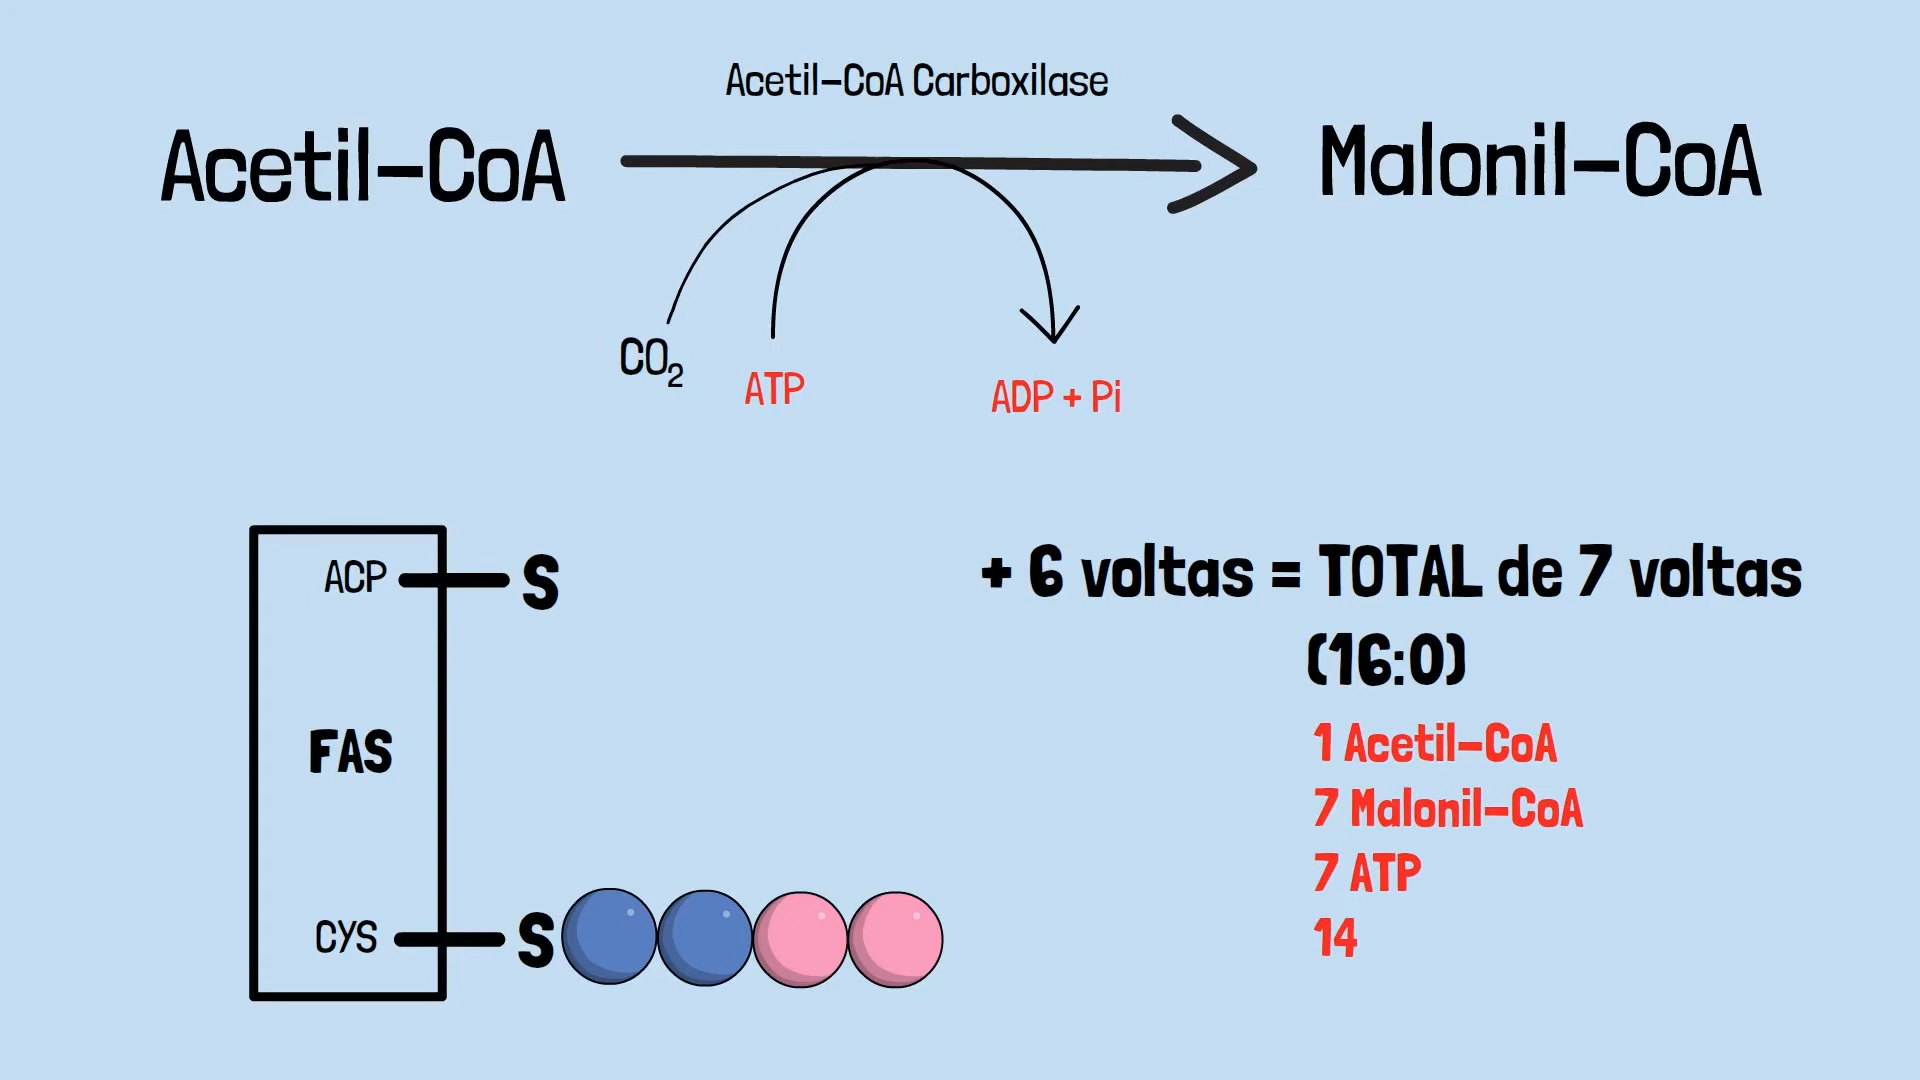 Acetil-CoA Carboxilase
Acetil-CoA
Malonil-CoA
CO₂
ATP
ADP + Pi
ACP
S
FAS
CYS
S
+ 6 voltas = TOTAL de 7 voltas
(16:0)
1 Acetil-CoA
7 Malonil-CoA
7 ATP
14